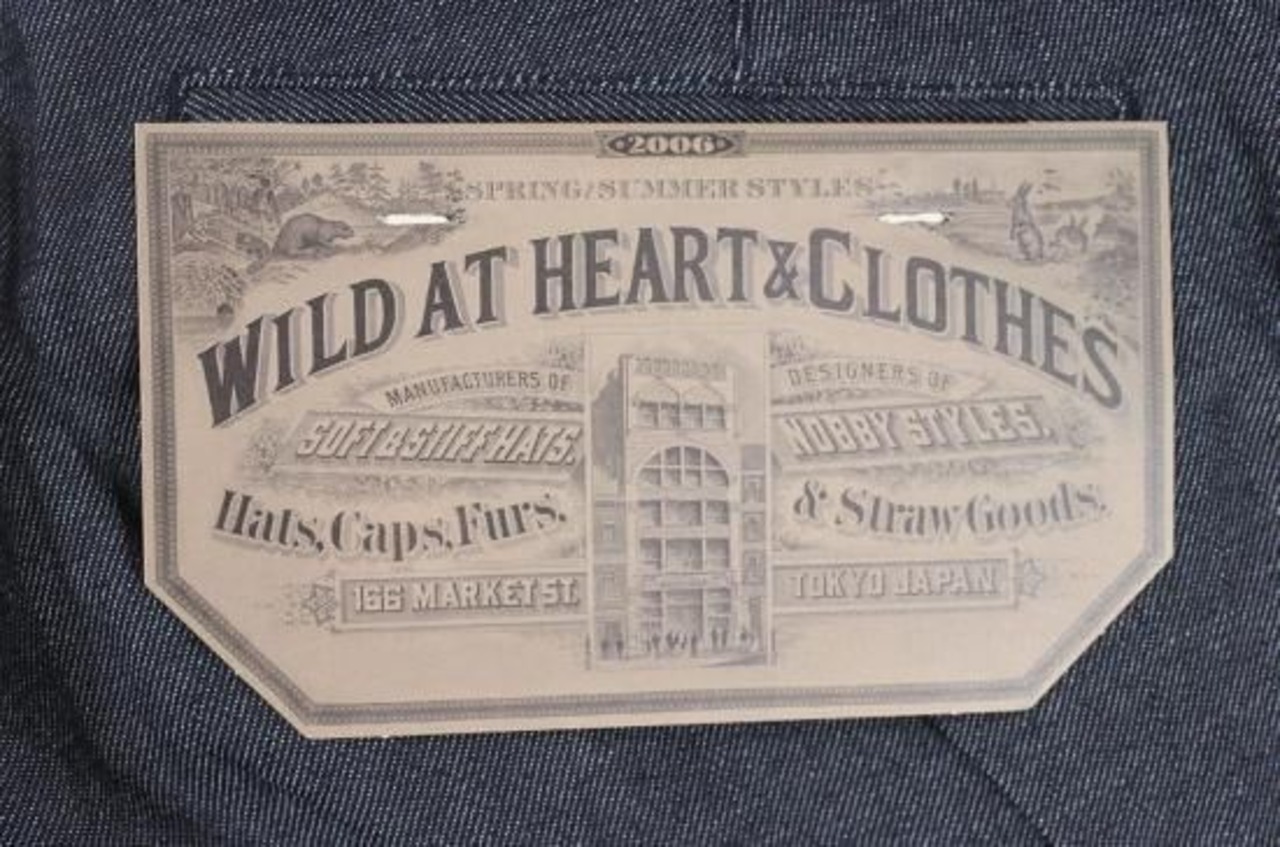 2006
SPRING/SUMMER STYLES
WILD AT HEART & CLOTHES
MANUFACTURERS OF
SOFT & STIFF HATS.
Hats, Caps, Furs.
166 MARKET ST.
DESIGNERS OF
NOBBY STYLES.
& Straw Goods.
TOKYO JAPAN